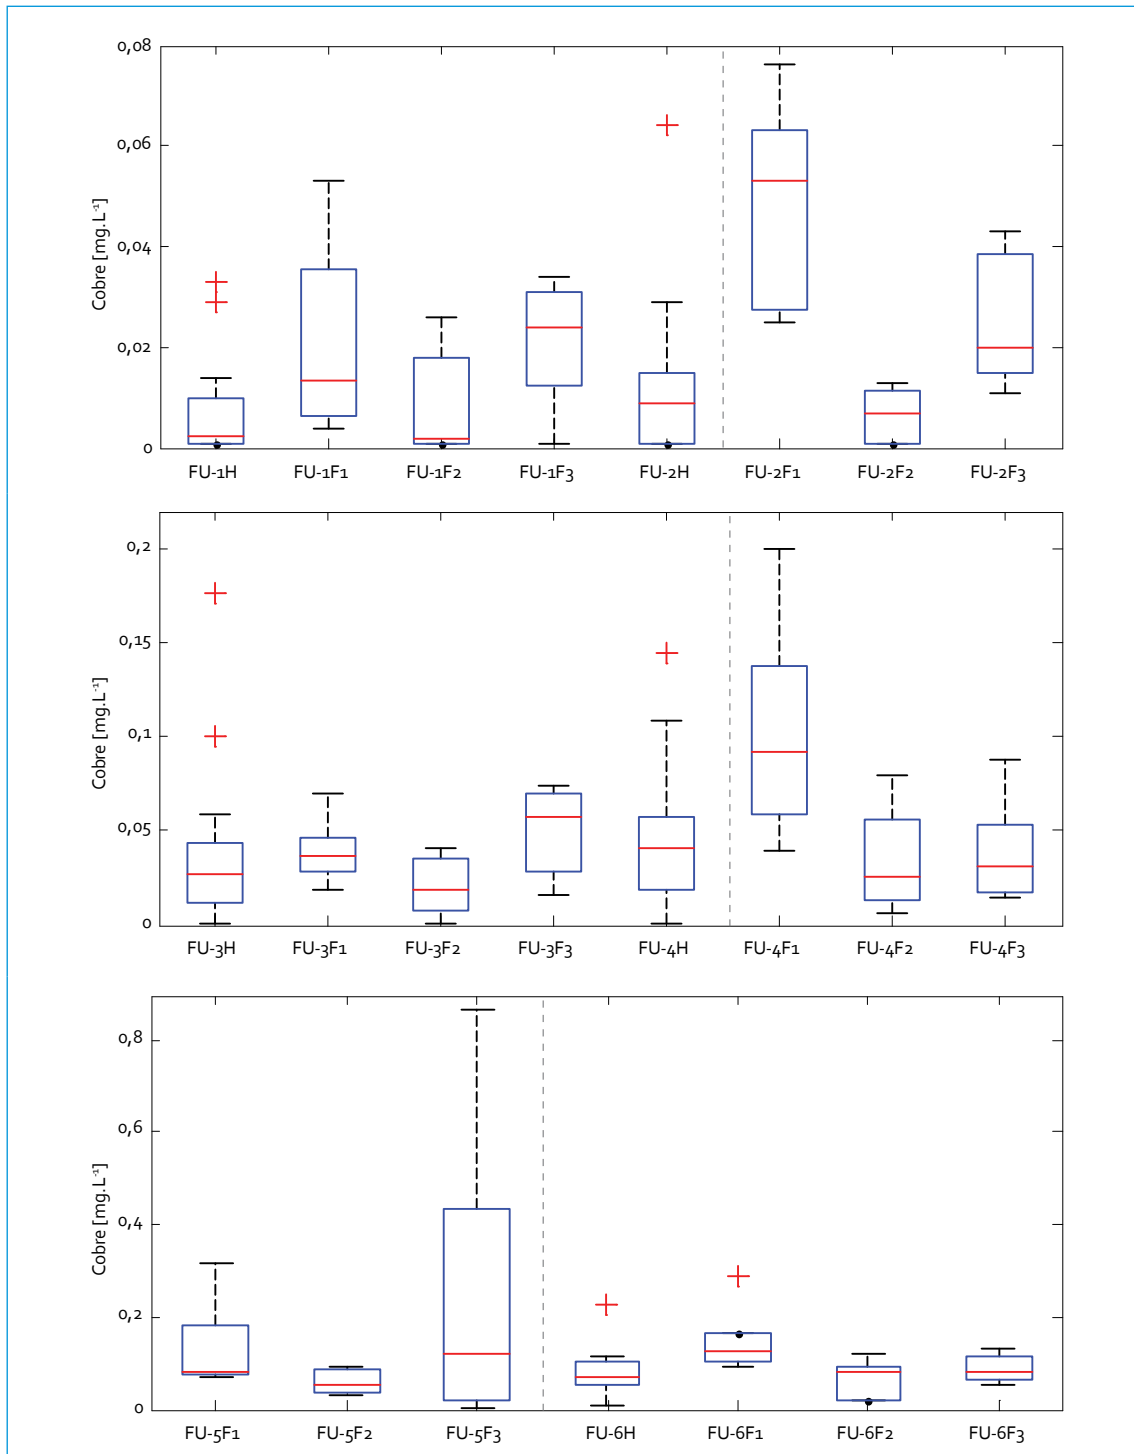 Cobre [mg.L⁻¹]
0,08
0,06
0,04
0,02
0
FU-1H FU-1F1 FU-1F2 FU-1F3 FU-2H FU-2F1 FU-2F2 FU-2F3
Cobre [mg.L⁻¹]
0,2
0,15
0,1
0,05
0
FU-3H FU-3F1 FU-3F2 FU-3F3 FU-4H FU-4F1 FU-4F2 FU-4F3
Cobre [mg.L⁻¹]
0,8
0,6
0,4
0,2
0
FU-5F1 FU-5F2 FU-5F3 FU-6H FU-6F1 FU-6F2 FU-6F3